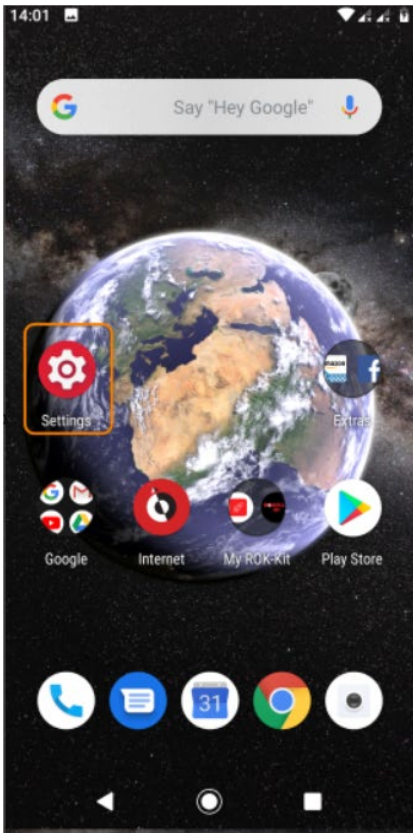 14:01
Say "Hey Google"
Settings
Extras
Google
Internet
My ROK-Kit
Play Store
31